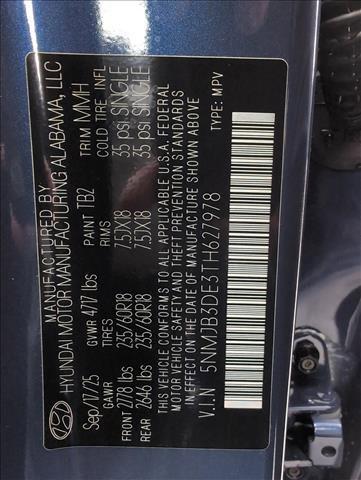 MANUFACTURED BY
HYUNDAI MOTOR MANUFACTURING ALABAMA, LLC
Sep/17/25 GVWR 4717 lbs PAINT TB2 TRIM MMH
GAWR TIRES RIMS COLD TIRE INFL
FRONT 2778 lbs 235/60R18 7.5JX18 35 PSI SINGLE
REAR 2646 lbs 235/60R18 7.5JX18 35 PSI SINGLE
THIS VEHICLE CONFORMS TO ALL APPLICABLE U.S.A. FEDERAL
MOTOR VEHICLE SAFETY, AND THEFT PREVENTION STANDARDS
IN EFFECT ON THE DATE OF MANUFACTURE SHOWN ABOVE
V.I.N 5NMJB3DE3TH627978 TYPE: MPV